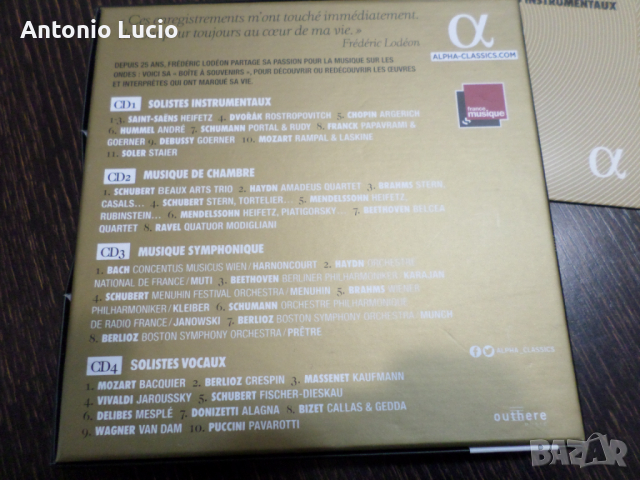 Antonio Lucio
INSTRUMENTAUX
Ces enregistrements m'ont touché immédiatement.
pour toujours au cœur de ma vie. »
Frédéric Lodéon
α
ALPHA-CLASSICS.COM
DEPUIS 25 ANS, FRÉDÉRIC LODÉON PARTAGE SA PASSION POUR LA MUSIQUE SUR LES
ONDES : VOICI SA « BOÎTE À SOUVENIRS », POUR DÉCOUVRIR OU REDÉCOUVRIR LES ŒUVRES
ET INTERPRÈTES QUI ONT MARQUÉ SA VIE.
france
musique
α
CD1 SOLISTES INSTRUMENTAUX
1-3. SAINT-SAËNS HEIFETZ 4. DVOŘÁK ROSTROPOVITCH 5. CHOPIN ARGERICH
6. HUMMEL ANDRÉ 7. SCHUMANN PORTAL & RUDY 8. FRANCK PAPAVRAMI &
GOERNER 9. DEBUSSY GOERNER 10. MOZART RAMPAL & LASKINE
11. SOLER STAIER
CD2 MUSIQUE DE CHAMBRE
1. SCHUBERT BEAUX ARTS TRIO 2. HAYDN AMADEUS QUARTET 3. BRAHMS STERN,
CASALS... 4. SCHUBERT STERN, TORTELIER... 5. MENDELSSOHN HEIFETZ,
RUBINSTEIN... 6. MENDELSSOHN HEIFETZ, PIATIGORSKY... 7. BEETHOVEN BELCEA
QUARTET 8. RAVEL QUATUOR MODIGLIANI
CD3 MUSIQUE SYMPHONIQUE
1. BACH CONCENTUS MUSICUS WIEN / HARNONCOURT 2. HAYDN ORCHESTRE
NATIONAL DE FRANCE / MUTI 3. BEETHOVEN BERLINER PHILHARMONIKER / KARAJAN
4. SCHUBERT MENUHIN FESTIVAL ORCHESTRA / MENUHIN 5. BRAHMS WIENER
PHILHARMONIKER / KLEIBER 6. SCHUMANN ORCHESTRE PHILHARMONIQUE
DE RADIO FRANCE / JANOWSKI 7. BERLIOZ BOSTON SYMPHONY ORCHESTRA / MUNCH
8. BERLIOZ BOSTON SYMPHONY ORCHESTRA / PRÊTRE
CD4 SOLISTES VOCAUX
1. MOZART BACQUIER 2. BERLIOZ CRESPIN 3. MASSENET KAUFMANN
4. VIVALDI JAROUSSKY 5. SCHUBERT FISCHER-DIESKAU
6. DELIBES MESPLÉ 7. DONIZETTI ALAGNA 8. BIZET CALLAS & GEDDA
9. WAGNER VAN DAM 10. PUCCINI PAVAROTTI
ALPHA_CLASSICS
outhere
BAZAR